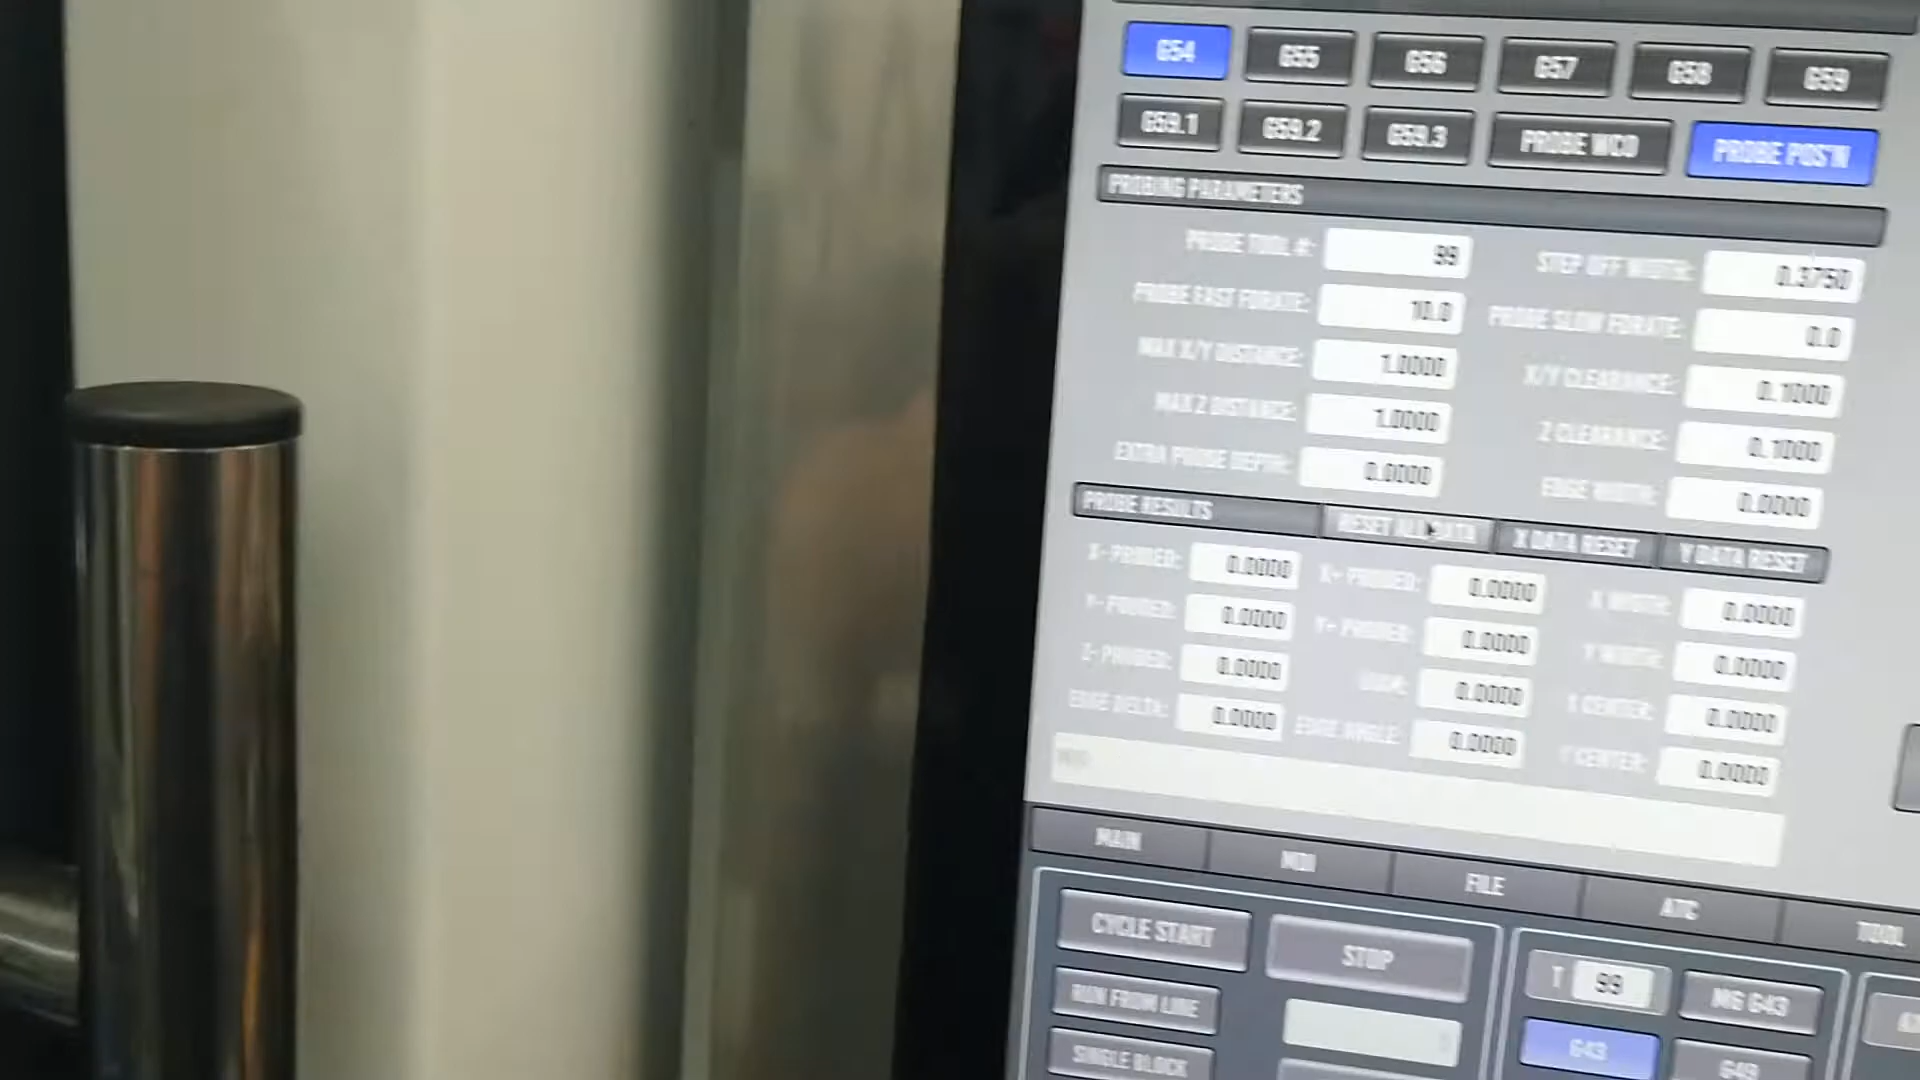 G54 G55 G56 G57 G58 G59
G59.1 G59.2 G59.3 PROBE WCO PROBE POS'N
PROBING PARAMETERS
PROBE TOOL #: 99 STEP OFF WIDTH: 0.3750
PROBE FAST FDRATE: 10.0 PROBE SLOW FDRATE: 0.0
MAX X/Y DISTANCE: 1.0000 X/Y CLEARANCE: 0.1000
MAX Z DISTANCE: 1.0000 Z CLEARANCE: 0.1000
EXTRA PROBE DEPTH: 0.0000 EDGE WIDTH: 0.0000
PROBE RESULTS RESET ALL DATA X DATA RESET Y DATA RESET
X- PROBED: 0.0000 X+ PROBED: 0.0000 X WIDTH: 0.0000
Y- PROBED: 0.0000 Y+ PROBED: 0.0000 Y WIDTH: 0.0000
Z- PROBED: 0.0000 DIAM: 0.0000 X CENTER: 0.0000
EDGE DELTA: 0.0000 EDGE ANGLE: 0.0000 Y CENTER: 0.0000
MAIN MDI FILE ATC TOOL
CYCLE START STOP T 99 M6 G43
RUN FROM LINE
SINGLE BLOCK G43 G49